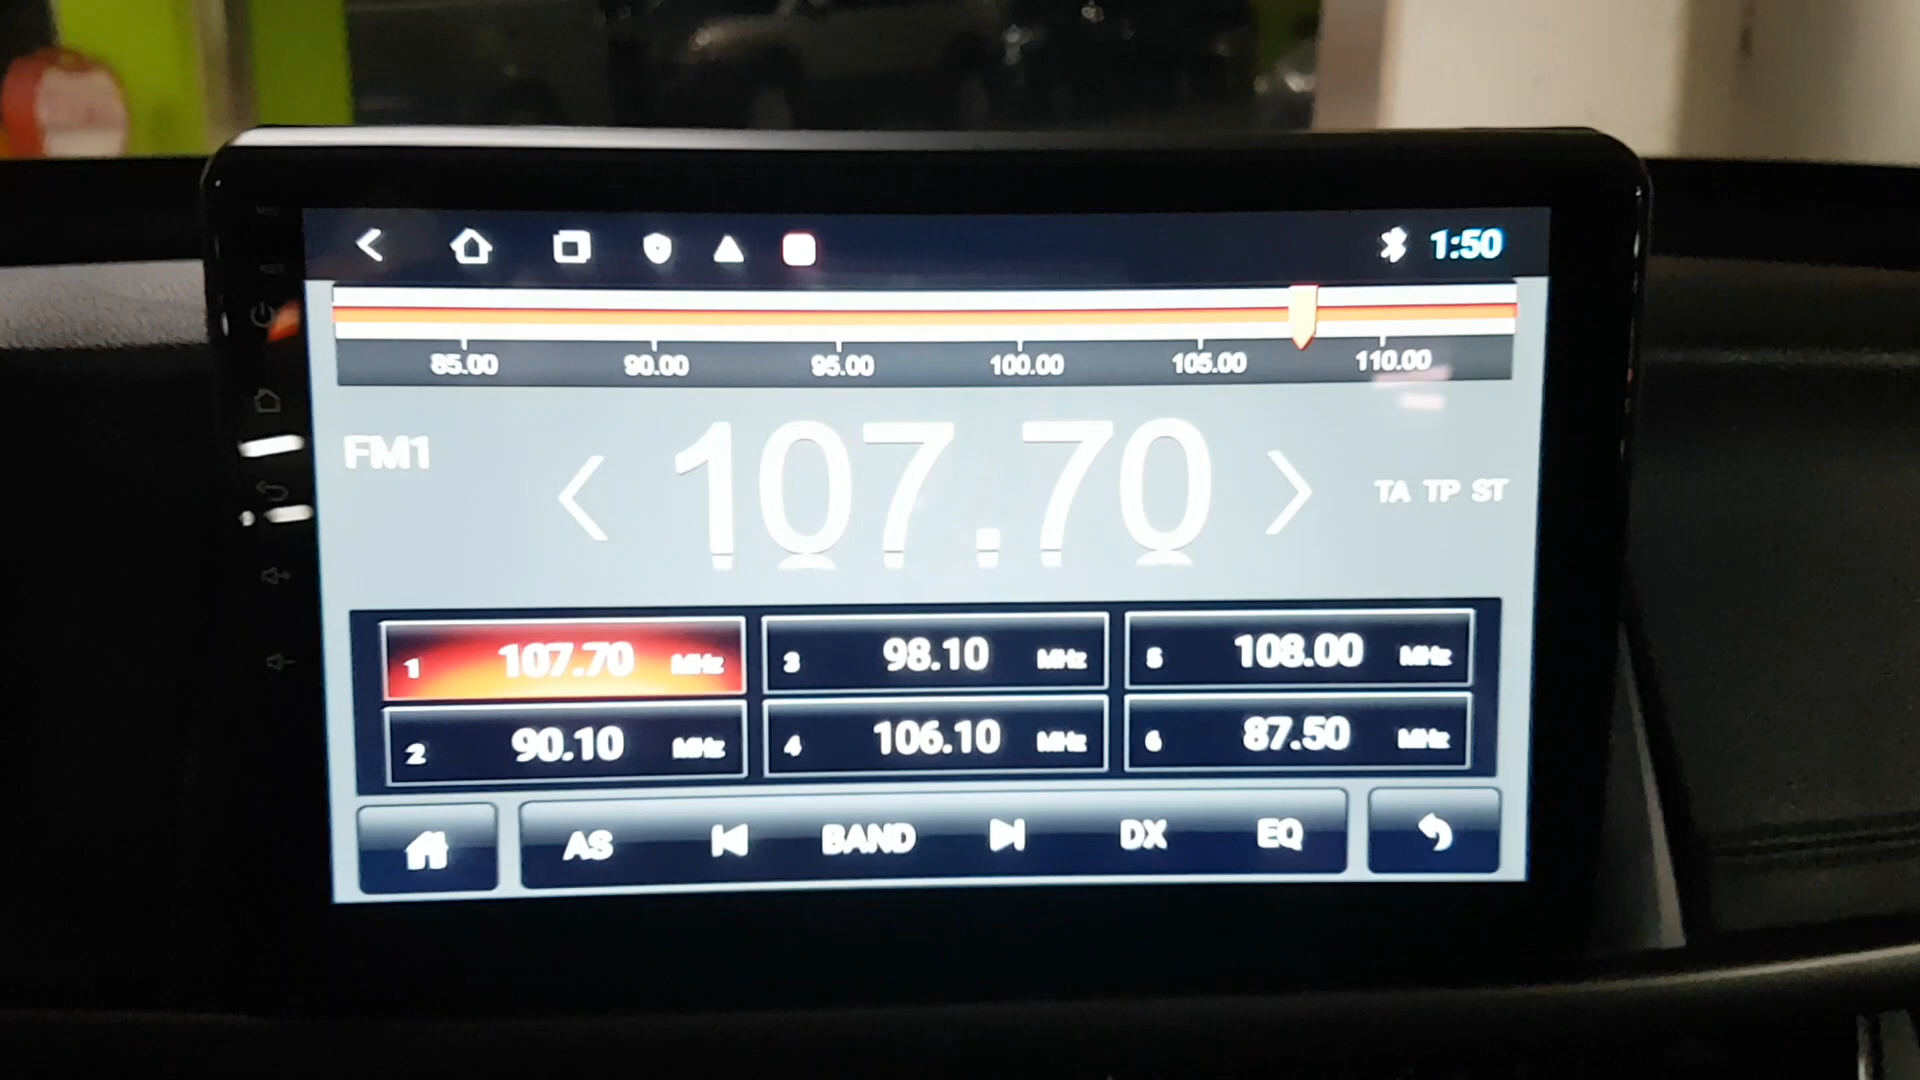 1:50
85.00 90.00 95.00 100.00 105.00 110.00
FM1
107.70
TA TP ST
1 107.70 MHz 3 98.10 MHz 5 108.00 MHz
2 90.10 MHz 4 106.10 MHz 6 87.50 MHz
AS BAND DX EQ